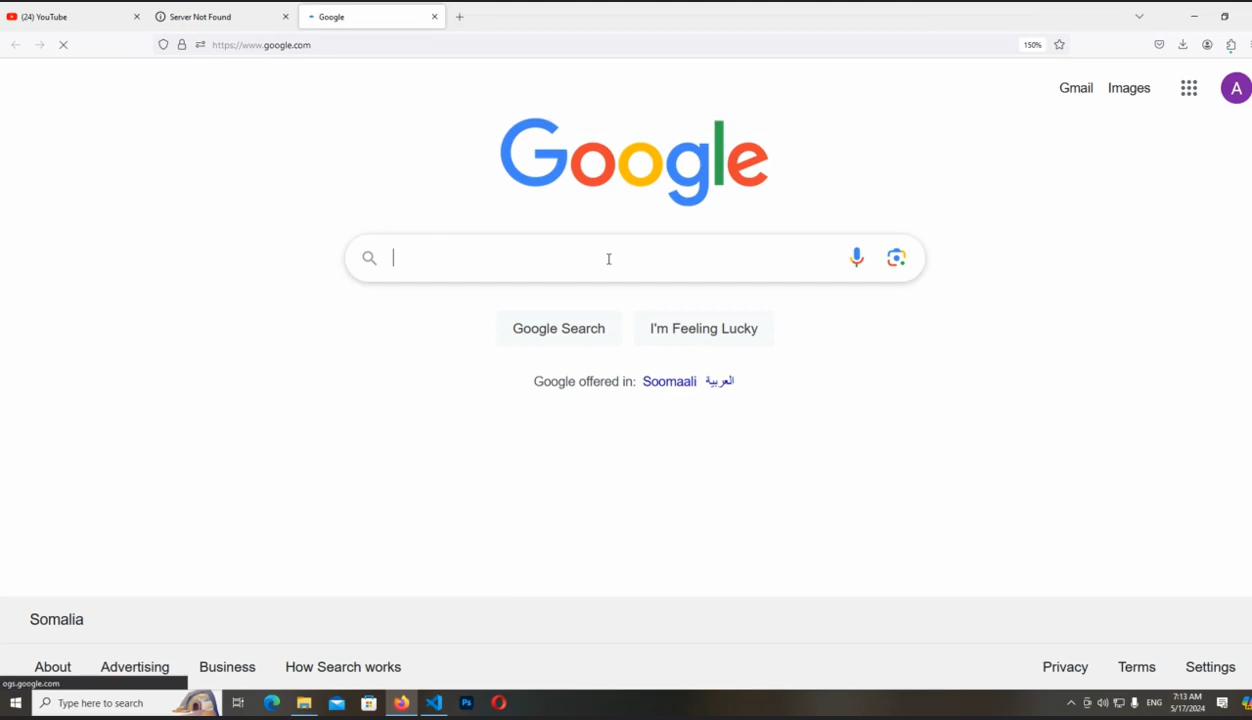 (24) YouTube
Server Not Found
Google
https://www.google.com
150%
Gmail Images
A
Google
Google Search I'm Feeling Lucky
Google offered in: Soomaali العربية
Somalia
About Advertising Business How Search works
Privacy Terms Settings
ogs.google.com
Type here to search
Ps
ENG
7:13 AM
5/17/2024